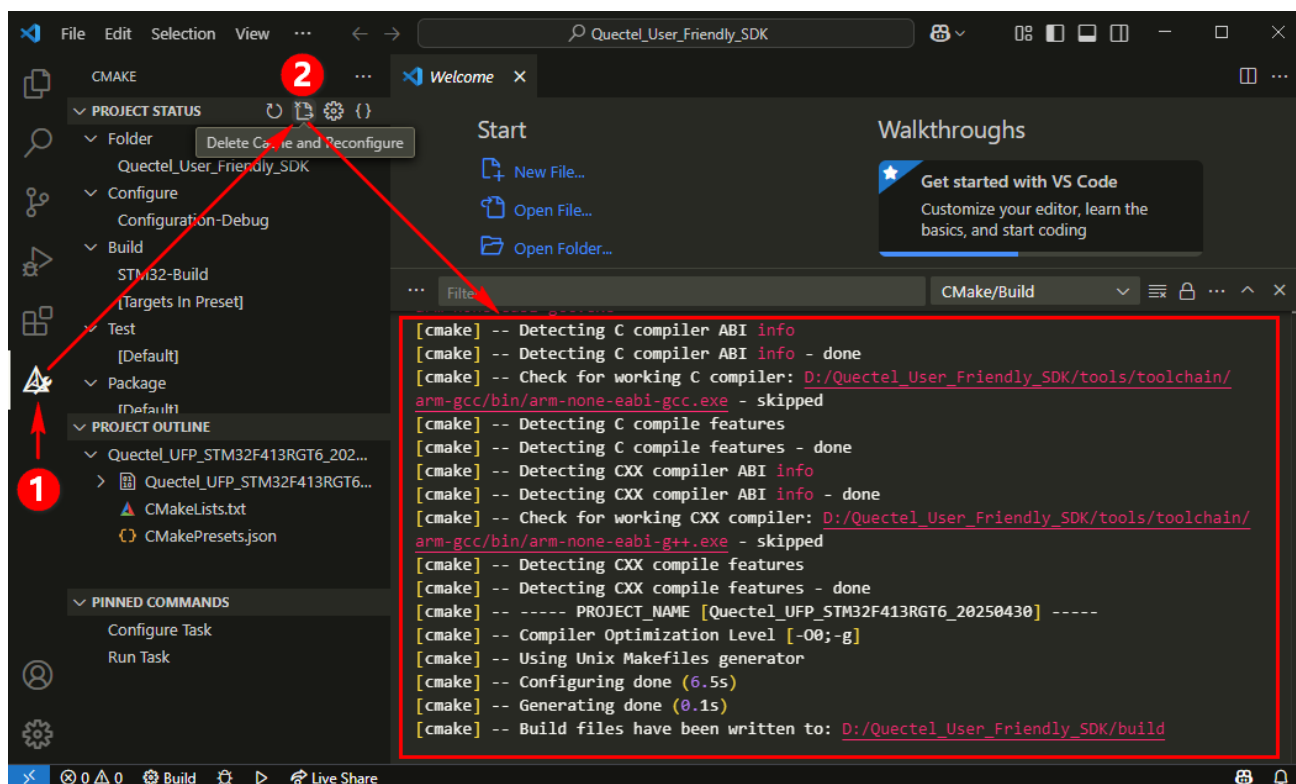 File Edit Selection View ···
Quectel_User_Friendly_SDK
CMAKE
2
Welcome
PROJECT STATUS
Delete Cache and Reconfigure
Folder
Quectel_User_Friendly_SDK
Configure
Configuration-Debug
Build
STM32-Build
[Targets In Preset]
Test
[Default]
Package
[Default]
PROJECT OUTLINE
Quectel_UFP_STM32F413RGT6_202...
Quectel_UFP_STM32F413RGT6...
CMakeLists.txt
CMakePresets.json
1
PINNED COMMANDS
Configure Task
Run Task
Start
New File...
Open File...
Open Folder...
Walkthroughs
Get started with VS Code
Customize your editor, learn the
basics, and start coding
Filter
CMake/Build
[cmake] -- Detecting C compiler ABI info
[cmake] -- Detecting C compiler ABI info - done
[cmake] -- Check for working C compiler: D:/Quectel_User_Friendly_SDK/tools/toolchain/
arm-gcc/bin/arm-none-eabi-gcc.exe - skipped
[cmake] -- Detecting C compile features
[cmake] -- Detecting C compile features - done
[cmake] -- Detecting CXX compiler ABI info
[cmake] -- Detecting CXX compiler ABI info - done
[cmake] -- Check for working CXX compiler: D:/Quectel_User_Friendly_SDK/tools/toolchain/
arm-gcc/bin/arm-none-eabi-g++.exe - skipped
[cmake] -- Detecting CXX compile features
[cmake] -- Detecting CXX compile features - done
[cmake] -- ----- PROJECT_NAME [Quectel_UFP_STM32F413RGT6_20250430] -----
[cmake] -- Compiler Optimization Level [-O0;-g]
[cmake] -- Using Unix Makefiles generator
[cmake] -- Configuring done (6.5s)
[cmake] -- Generating done (0.1s)
[cmake] -- Build files have been written to: D:/Quectel_User_Friendly_SDK/build
0 0 Build Live Share